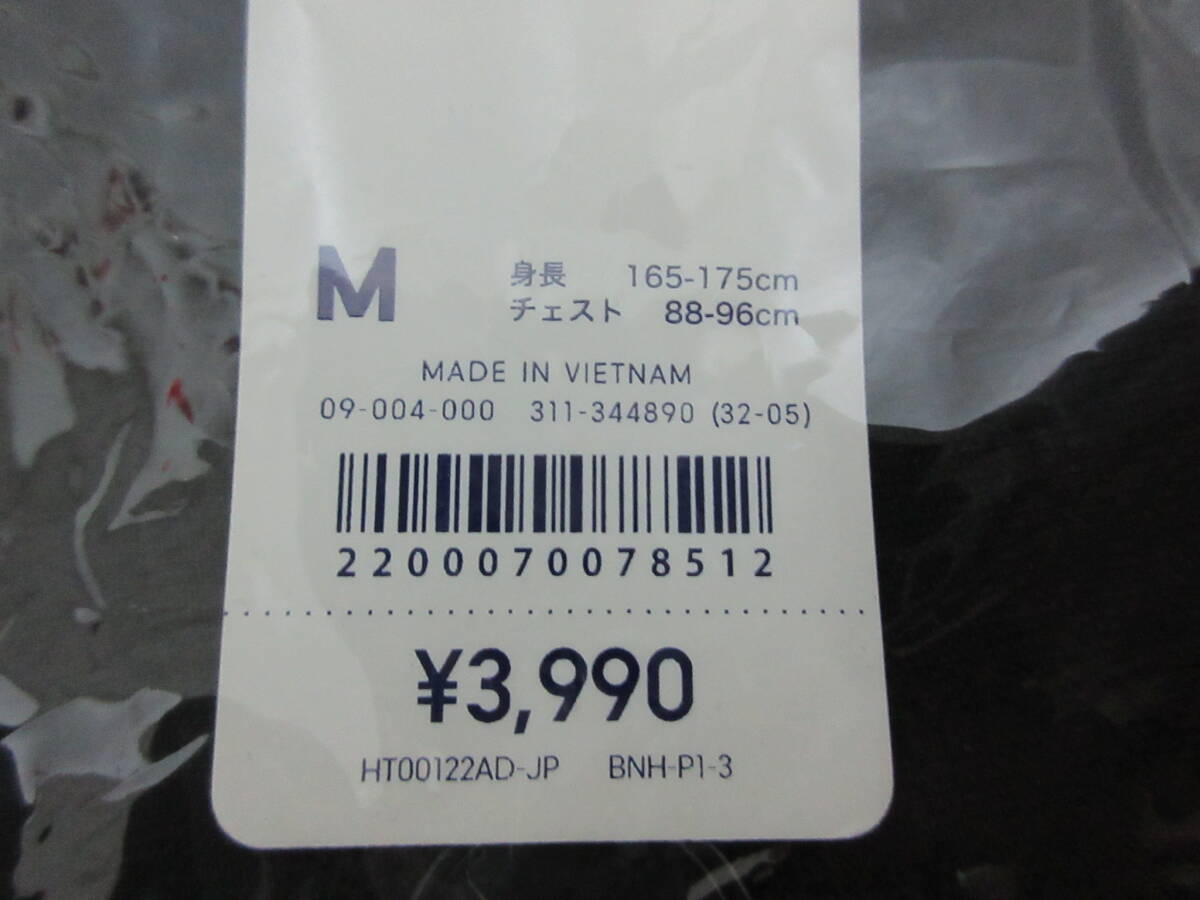 M
身長 165-175cm
チェスト 88-96cm
MADE IN VIETNAM
09-004-000 311-344890 (32-05)
2200070078512
¥3,990
HT00122AD-JP BNH-P1-3